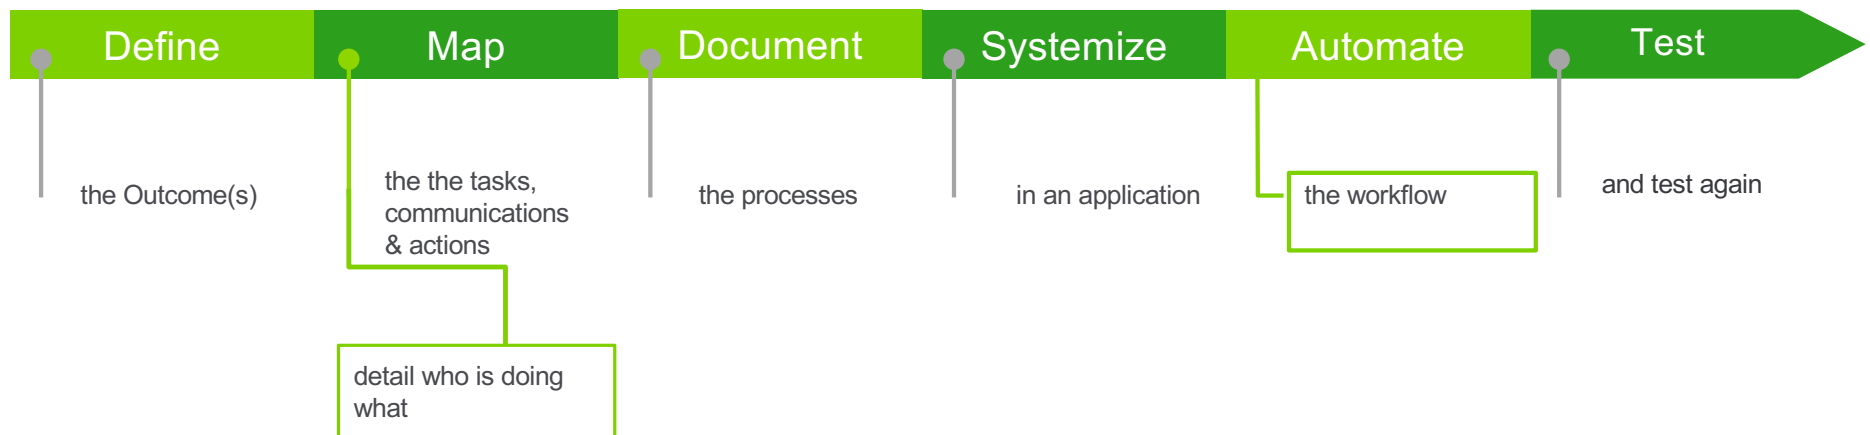 Define
Map
Document
Systemize
Automate
Test
the Outcome(s)
the the tasks,
communications
& actions
the processes
in an application
the workflow
and test again
detail who is doing
what